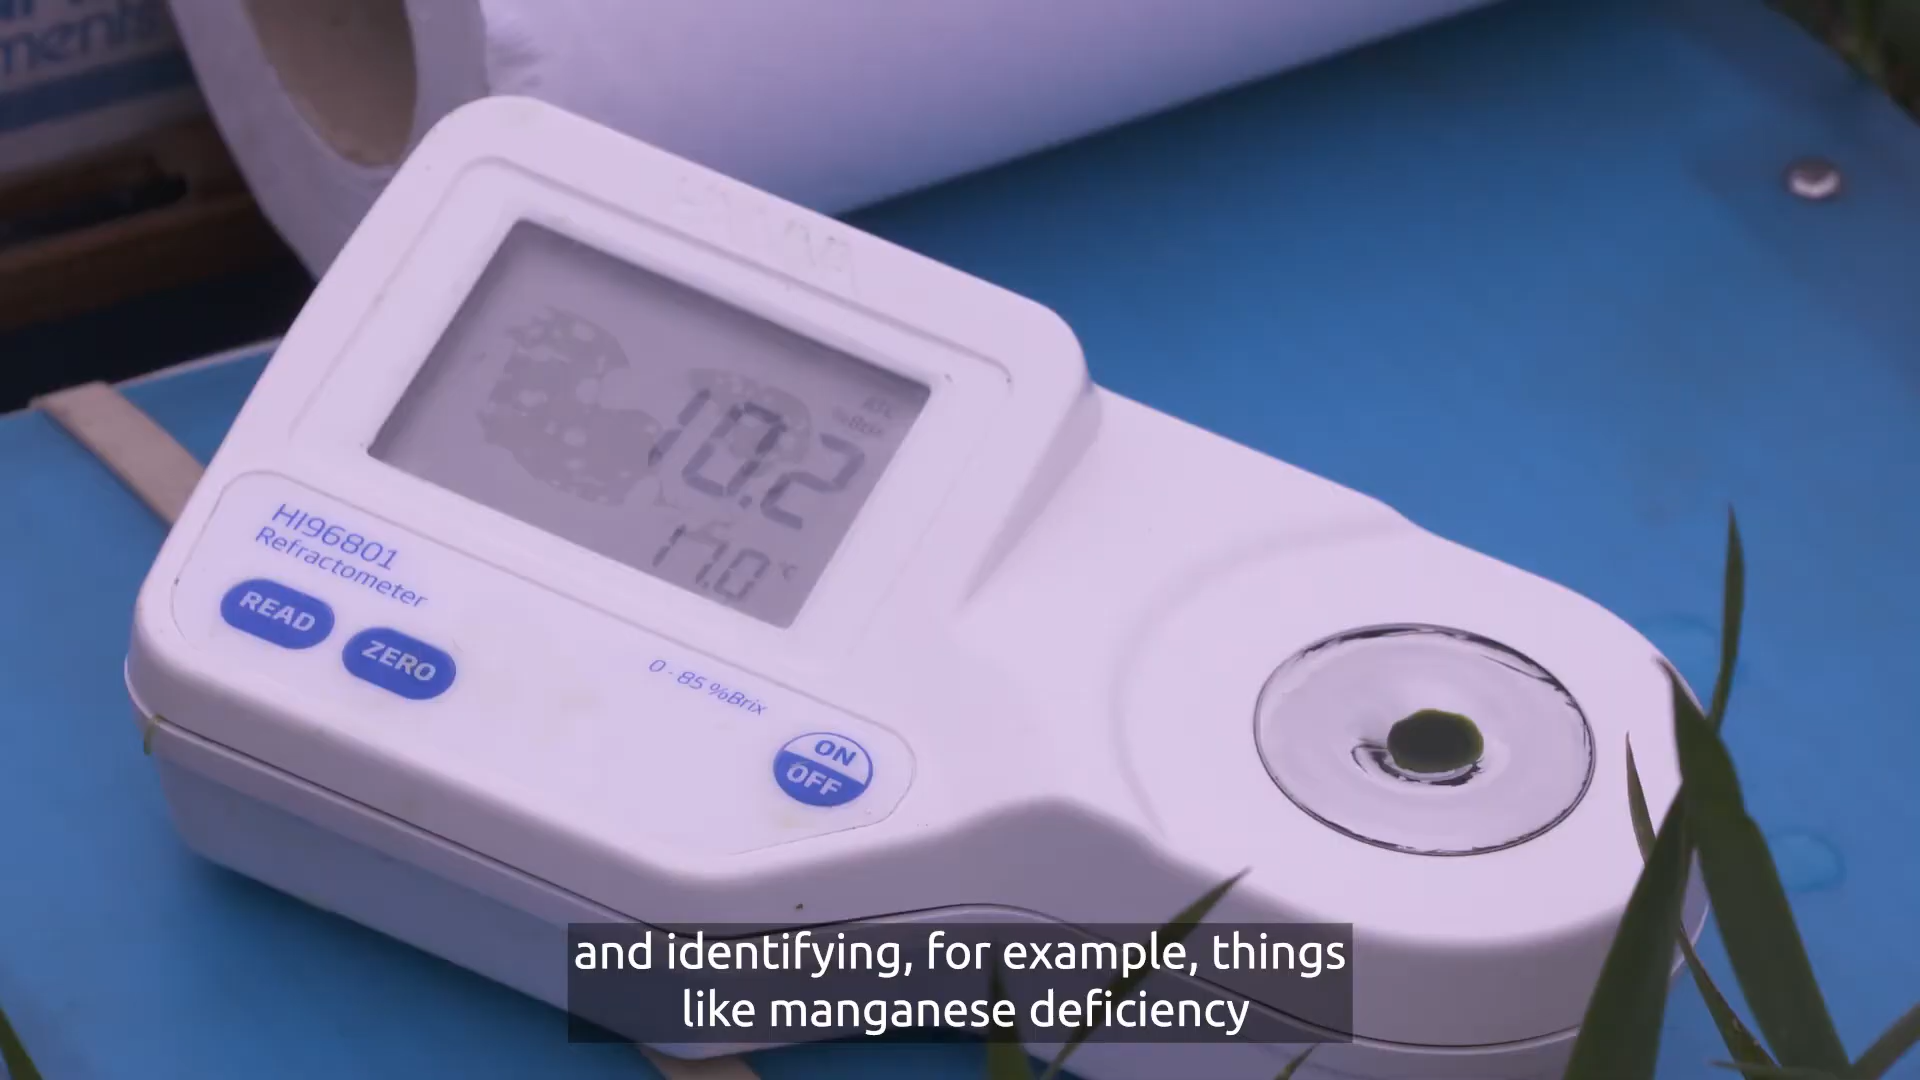 10.2
17.0 °C
HI96801
Refractometer
READ
ZERO
0 - 85 %Brix
ON
OFF
and identifying, for example, things
like manganese deficiency